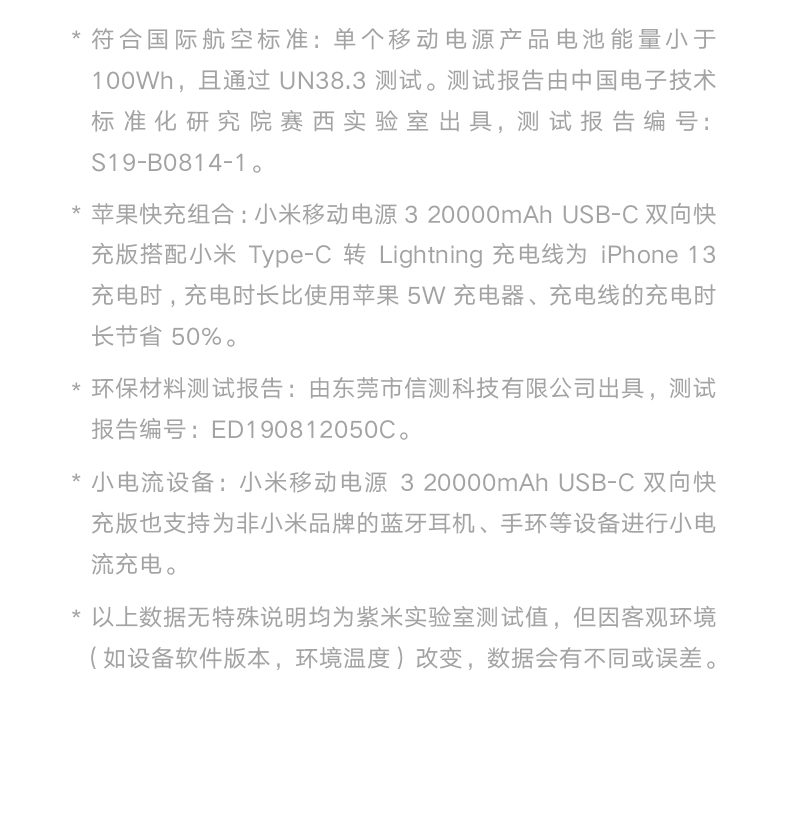 * 符合国际航空标准：单个移动电源产品电池能量小于
100Wh，且通过 UN38.3 测试。测试报告由中国电子技术
标准化研究院赛西实验室出具，测试报告编号：
S19-B0814-1。
* 苹果快充组合：小米移动电源 3 20000mAh USB-C 双向快
充版搭配小米 Type-C 转 Lightning 充电线为 iPhone 13
充电时，充电时长比使用苹果 5W 充电器、充电线的充电时
长节省 50%。
* 环保材料测试报告：由东莞市信测科技有限公司出具，测试
报告编号：ED190812050C。
* 小电流设备：小米移动电源 3 20000mAh USB-C 双向快
充版也支持为非小米品牌的蓝牙耳机、手环等设备进行小电
流充电。
* 以上数据无特殊说明均为紫米实验室测试值，但因客观环境
（如设备软件版本，环境温度）改变，数据会有不同或误差。